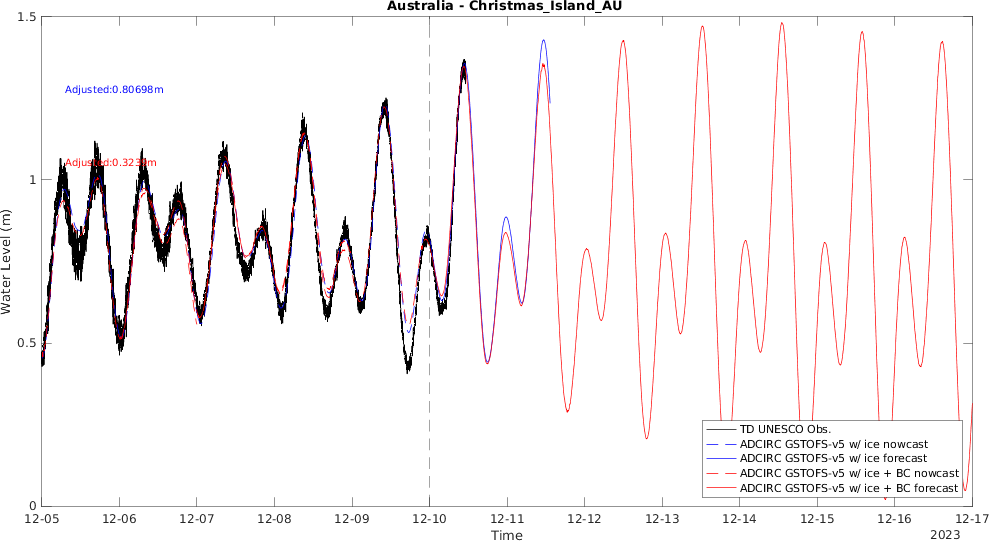 Australia - Christmas_Island_AU
1.5
1
0.5
0
Water Level (m)
Adjusted:0.80698m
TD UNESCO Obs.
ADCIRC GSTOFS-v5 w/ ice nowcast
ADCIRC GSTOFS-v5 w/ ice forecast
ADCIRC GSTOFS-v5 w/ ice + BC nowcast
ADCIRC GSTOFS-v5 w/ ice + BC forecast
12-05 12-06 12-07 12-08 12-09 12-10 12-11 12-12 12-13 12-14 12-15 12-16 12-17
Time
2023